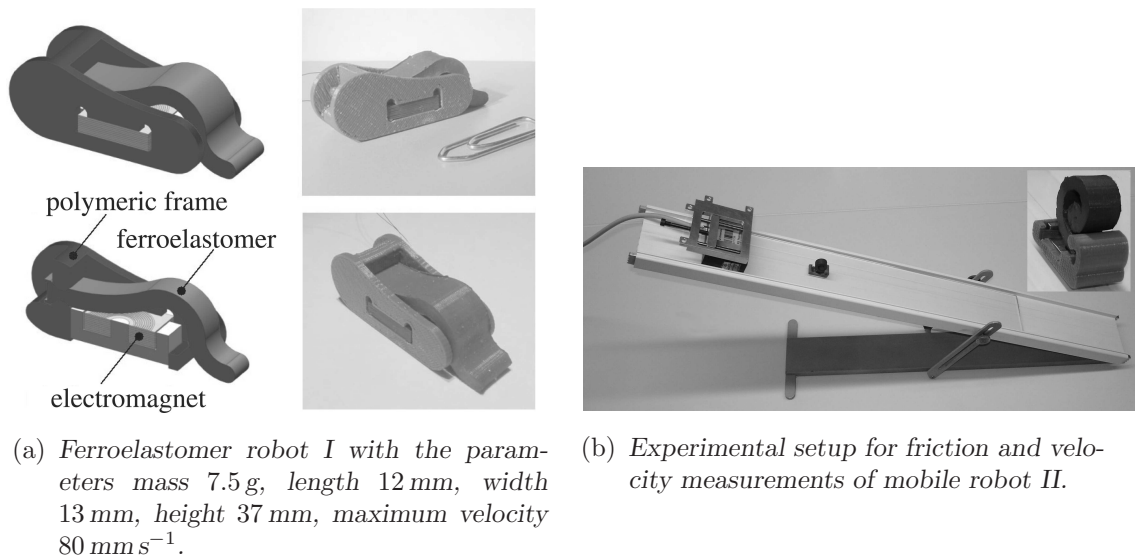 polymeric frame
ferroelastomer
electromagnet
(a) Ferroelastomer robot I with the param-
eters mass 7.5 g, length 12 mm, width
13 mm, height 37 mm, maximum velocity
80 mm s⁻¹.
(b) Experimental setup for friction and velo-
city measurements of mobile robot II.